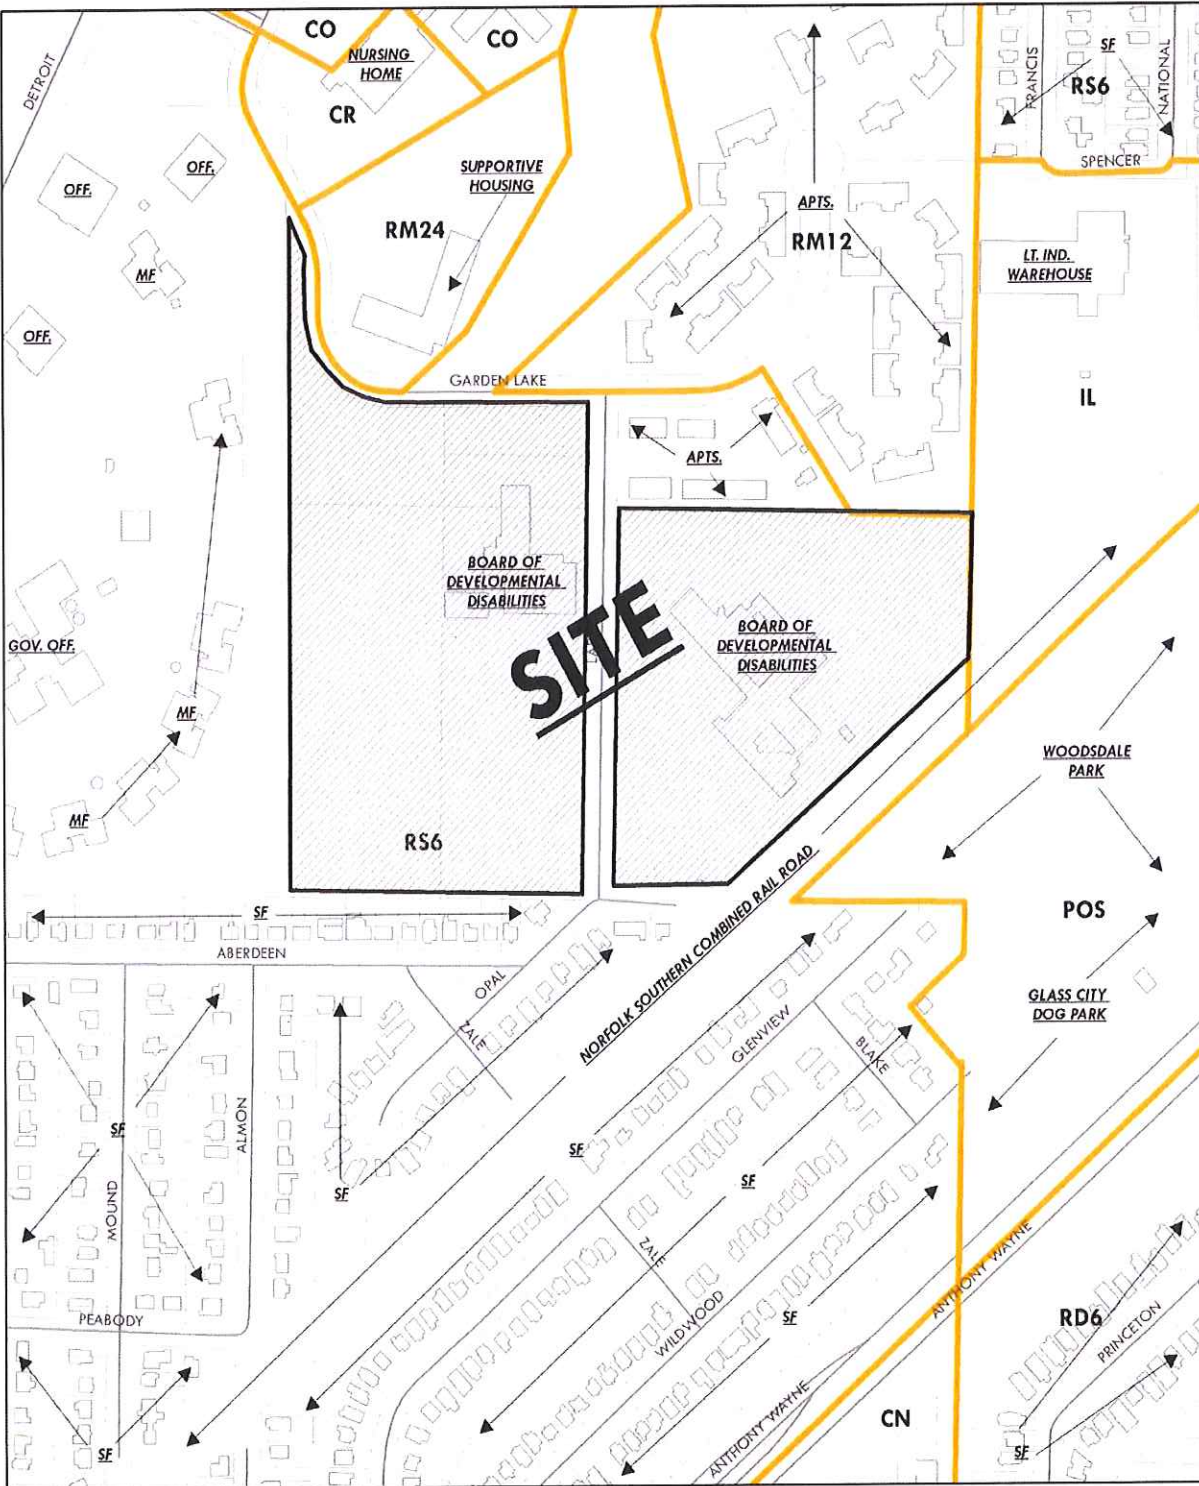 CO
CO
NURSING
HOME
CR
DETROIT
SF
FRANCIS
RS6
NATIONAL
SPENCER
OFF.
OFF.
SUPPORTIVE
HOUSING
APTS.
RM24
RM12
LT. IND.
WAREHOUSE
MF
OFF.
GARDEN LAKE
IL
APTS.
BOARD OF
DEVELOPMENTAL
DISABILITIES
SITE
BOARD OF
DEVELOPMENTAL
DISABILITIES
GOV. OFF.
MF
MF
WOODSDALE
PARK
RS6
NORFOLK SOUTHERN COMBINED RAIL ROAD
SF
POS
ABERDEEN
OPAL
ZALE
GLASS CITY
DOG PARK
GLENVIEW
BLAKE
SF
ALMON
SF
SF
SF
MOUND
ZALE
ANTHONY WAYNE
PEABODY
WILDWOOD
SF
RD6
PRINCETON
ANTHONY WAYNE
CN
SF
SF